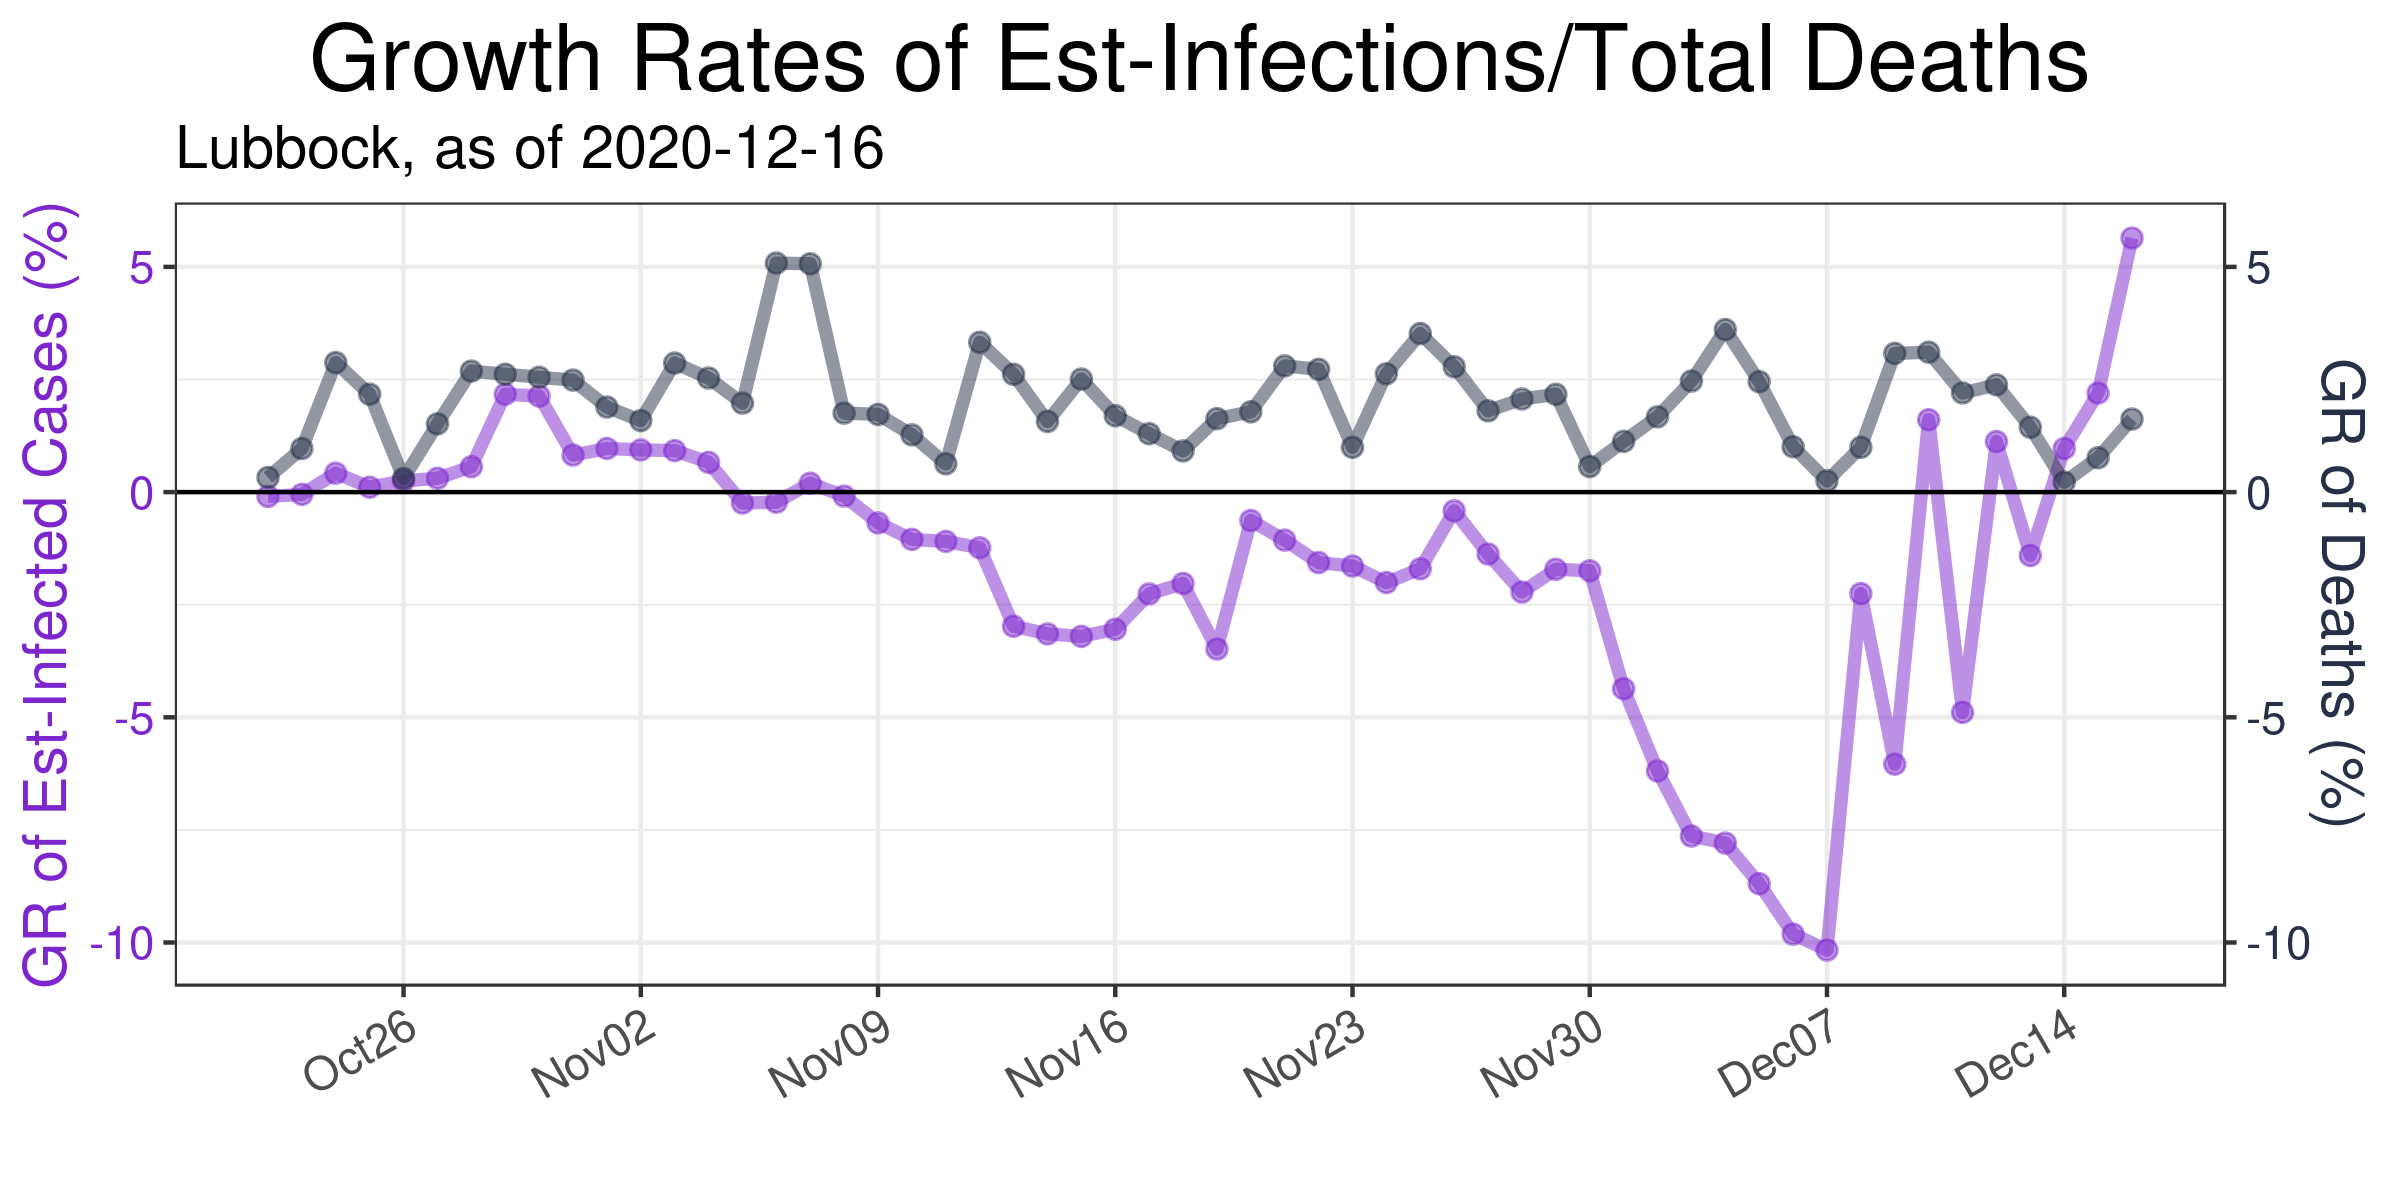 Growth Rates of Est-Infections/Total Deaths
Lubbock, as of 2020-12-16
GR of Est-Infected Cases (%)
5
0
-5
-10
5
0
-5
-10
GR of Deaths (%)
Oct26
Nov02
Nov09
Nov16
Nov23
Nov30
Dec07
Dec14